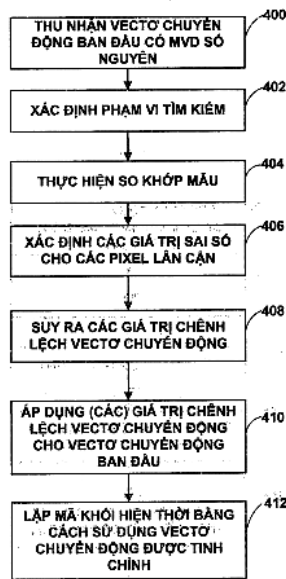 THU NHẬN VECTƠ CHUYỂN
ĐỘNG BAN ĐẦU CÓ MVD SỐ
NGUYÊN
400
XÁC ĐỊNH PHẠM VI TÌM KIẾM
402
THỰC HIỆN SO KHỚP MẪU
404
XÁC ĐỊNH CÁC GIÁ TRỊ SAI SỐ
CHO CÁC PIXEL LÂN CẬN
406
SUY RA CÁC GIÁ TRỊ CHÊNH
LỆCH VECTƠ CHUYỂN ĐỘNG
408
ÁP DỤNG (CÁC) GIÁ TRỊ CHÊNH
LỆCH VECTƠ CHUYỂN ĐỘNG
CHO VECTƠ CHUYỂN ĐỘNG
BAN ĐẦU
410
LẬP MÃ KHỐI HIỆN THỜI BẰNG
CÁCH SỬ DỤNG VECTƠ
CHUYỂN ĐỘNG ĐƯỢC TINH
CHỈNH
412